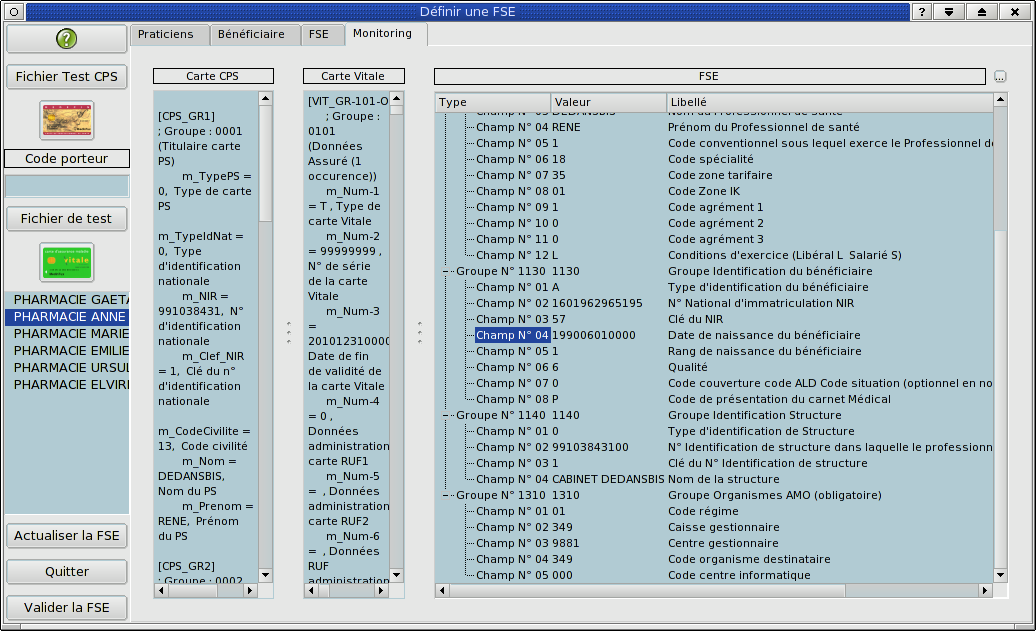 Définir une FSE
?
Praticiens
Bénéficiaire
FSE
Monitoring
?
Fichier Test CPS
Code porteur
Fichier de test
vitale
PHARMACIE GAETA
PHARMACIE ANNE
PHARMACIE MARIE
PHARMACIE EMILIE
PHARMACIE URSUL
PHARMACIE ELVIRE
Actualiser la FSE
Quitter
Valider la FSE
Carte CPS
[CPS_GR1]
; Groupe : 0001
(Titulaire carte
PS)
m_TypePS =
0, Type de carte
PS
m_TypeIdNat =
0, Type
d'identification
nationale
m_NIR =
991038431, N°
d'identification
nationale
m_Clef_NIR
= 1, Clé du n°
d'identification
nationale
m_CodeCivilite =
13, Code civilité
m_Nom =
DEDANSBIS,
Nom du PS
m_Prenom =
RENE, Prénom
du PS
[CPS_GR2]
; Groupe : 0002
Carte Vitale
[VIT_GR-101-O
; Groupe :
0101
(Données
Assuré (1
occurence))
m_Num-1
= T , Type de
carte Vitale
m_Num-2
= 99999999 ,
N° de série
de la carte
Vitale
m_Num-3
=
201012310000
Date de fin
de validité de
la carte Vitale
m_Num-4
= 0 ,
Données
administration
carte RUF1
m_Num-5
= , Données
administration
carte RUF2
m_Num-6
= , Données
RUF
administration
FSE
...
Type Valeur Libellé
Champ N° 03 DEDANSBIS Nom du Professionnel de santé
Champ N° 04 RENE Prénom du Professionnel de santé
Champ N° 05 1 Code conventionnel sous lequel exerce le Professionnel de
Champ N° 06 18 Code spécialité
Champ N° 07 35 Code zone tarifaire
Champ N° 08 01 Code Zone IK
Champ N° 09 1 Code agrément 1
Champ N° 10 0 Code agrément 2
Champ N° 11 0 Code agrément 3
Champ N° 12 L Conditions d'exercice (Libéral L Salarié S)
Groupe N° 1130 1130 Groupe Identification du bénéficiaire
Champ N° 01 A Type d'identification du bénéficiaire
Champ N° 02 1601962965195 N° National d'immatriculation NIR
Champ N° 03 57 Clé du NIR
Champ N° 04 199006010000 Date de naissance du bénéficiaire
Champ N° 05 1 Rang de naissance du bénéficiaire
Champ N° 06 6 Qualité
Champ N° 07 0 Code couverture code ALD Code situation (optionnel en no
Champ N° 08 P Code de présentation du carnet Médical
Groupe N° 1140 1140 Groupe Identification Structure
Champ N° 01 0 Type d'identification de Structure
Champ N° 02 99103843100 N° Identification de structure dans laquelle le professionn
Champ N° 03 1 Clé du N° Identification de structure
Champ N° 04 CABINET DEDANSBIS Nom de la structure
Groupe N° 1310 1310 Groupe Organismes AMO (obligatoire)
Champ N° 01 01 Code régime
Champ N° 02 349 Caisse gestionnaire
Champ N° 03 9881 Centre gestionnaire
Champ N° 04 349 Code organisme destinataire
Champ N° 05 000 Code centre informatique